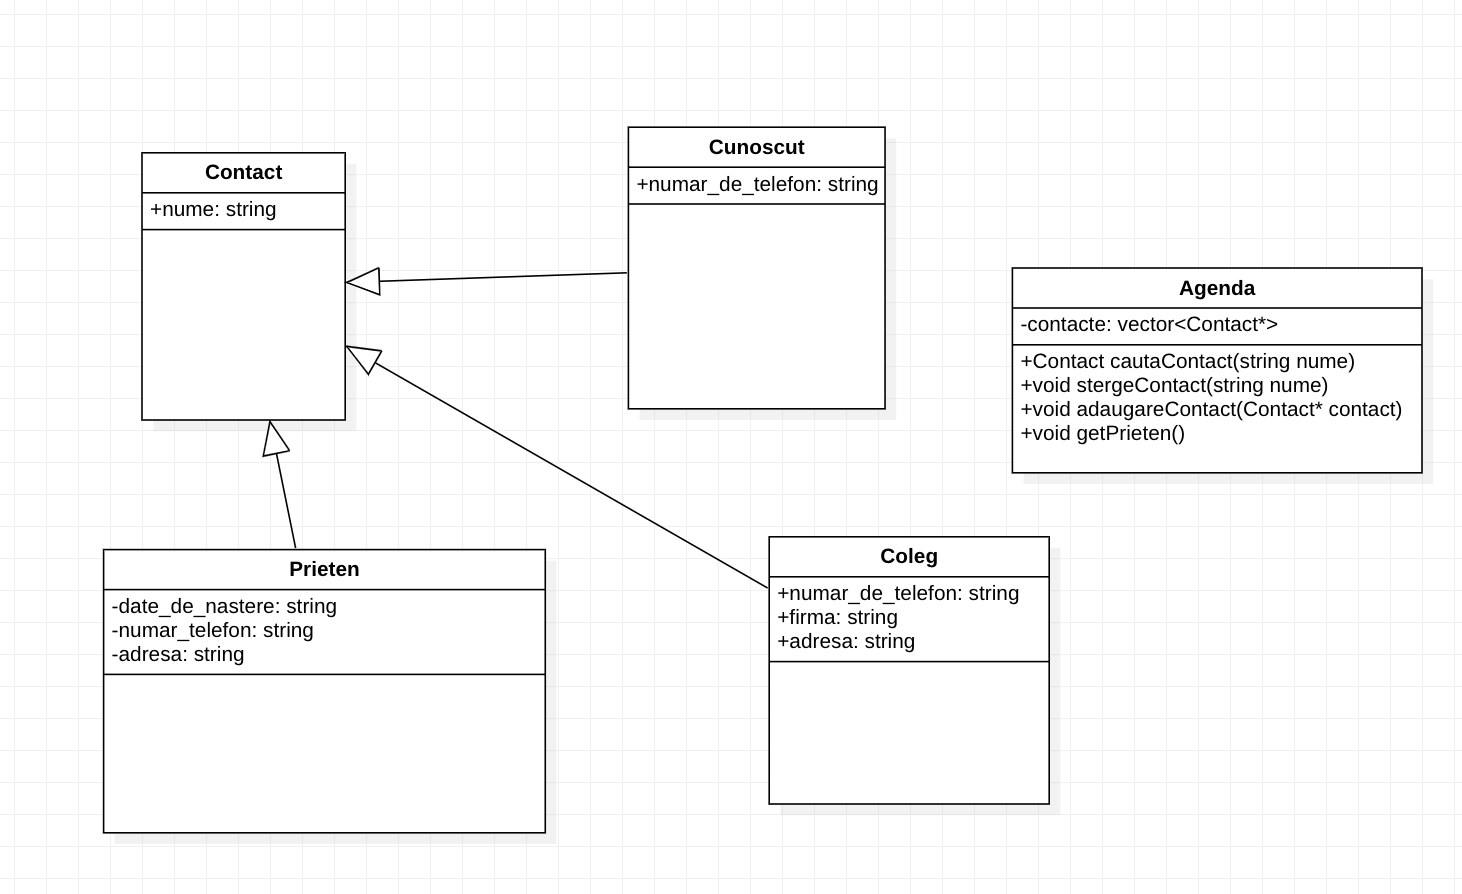 Contact
+nume: string
Cunoscut
+numar_de_telefon: string
Agenda
-contacte: vector<Contact*>
+Contact cautaContact(string nume)
+void stergeContact(string nume)
+void adaugareContact(Contact* contact)
+void getPrieten()
Prieten
-date_de_nastere: string
-numar_telefon: string
-adresa: string
Coleg
+numar_de_telefon: string
+firma: string
+adresa: string